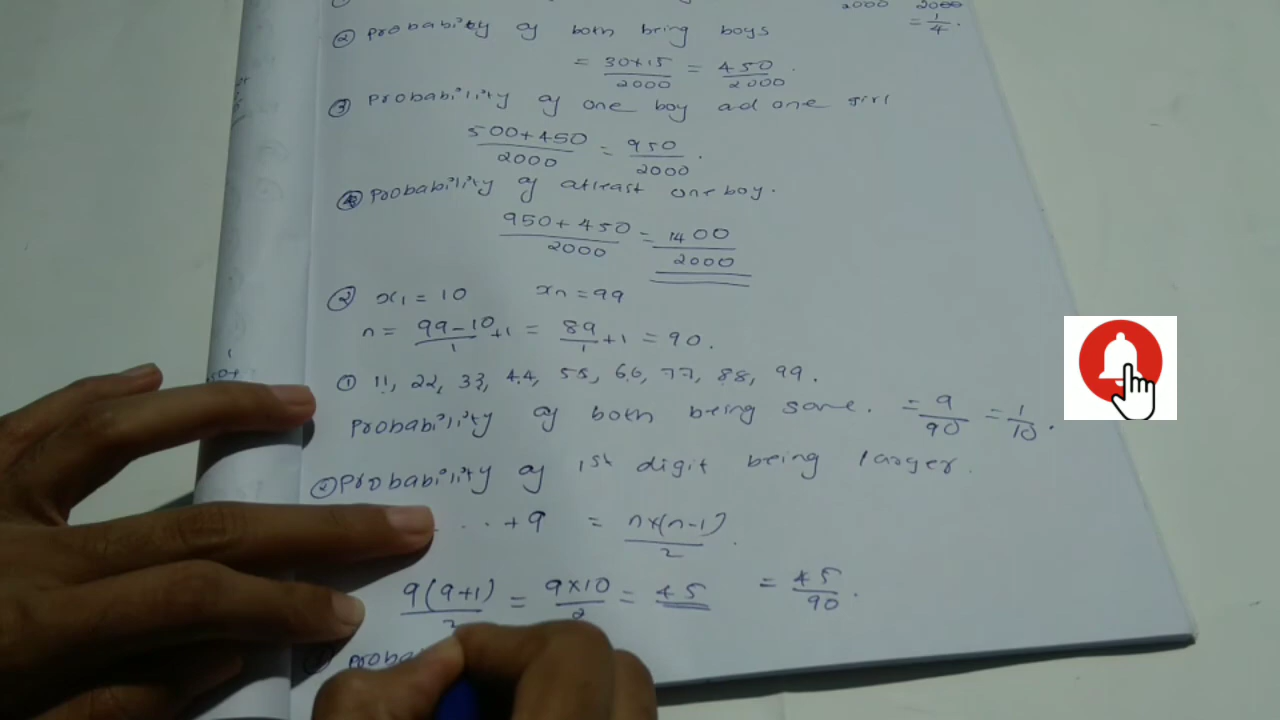 2000 2000
= 1/4 .
② Probability of both being boys
= 30+15/2000 = 450/2000 .
③ Probability of one boy ad one girl
500+450/2000 = 950/2000 .
④ Probability of atleast one boy.
950+450/2000 = 1400/2000
② x1 = 10 xn = 99
n = 99-10/1 +1 = 89/1 +1 = 90.
① 11, 22, 33, 44, 55, 66, 77, 88, 99.
Probability of both being same. = 9/90 = 1/10 .
② Probability of 1st digit being larger.
. . . + 9 = n×(n-1)/2 .
9(9+1)/2 = 9×10/2 = 45 = 45/90 .